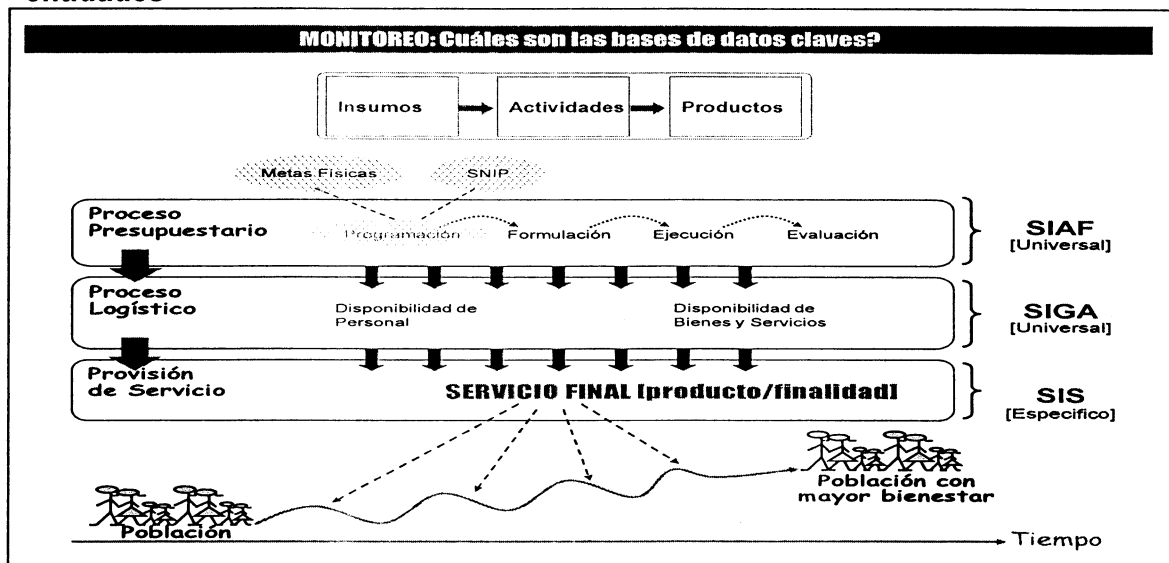 entidades
MONITOREO: Cuáles son las bases de datos claves?
Insumos
Actividades
Productos
Metas Físicas
SNIP
Proceso
Presupuestario
Programación
Formulación
Ejecución
Evaluación
SIAF
[Universal]
Proceso
Logístico
Disponibilidad de
Personal
Disponibilidad de
Bienes y Servicios
SIGA
[Universal]
Provisión
de Servicio
SERVICIO FINAL [producto/finalidad]
SIS
[Especifico]
Población
Población con
mayor bienestar
Tiempo